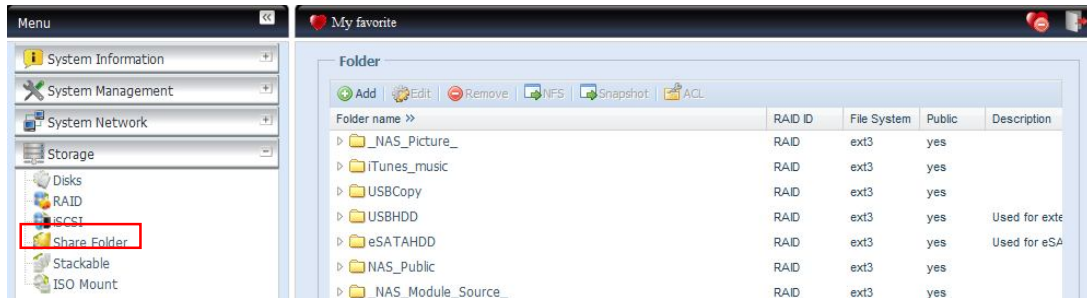 Menu
My favorite
System Information
System Management
System Network
Storage
Disks
RAID
iSCSI
Share Folder
Stackable
ISO Mount
Folder
Add Edit Remove NFS Snapshot ACL
Folder name >> RAID ID File System Public Description
_NAS_Picture_ RAID ext3 yes
iTunes_music RAID ext3 yes
USBCopy RAID ext3 yes
USBHDD RAID ext3 yes Used for exte
eSATAHDD RAID ext3 yes Used for eSA
NAS_Public RAID ext3 yes
_NAS_Module_Source_ RAID ext3 yes